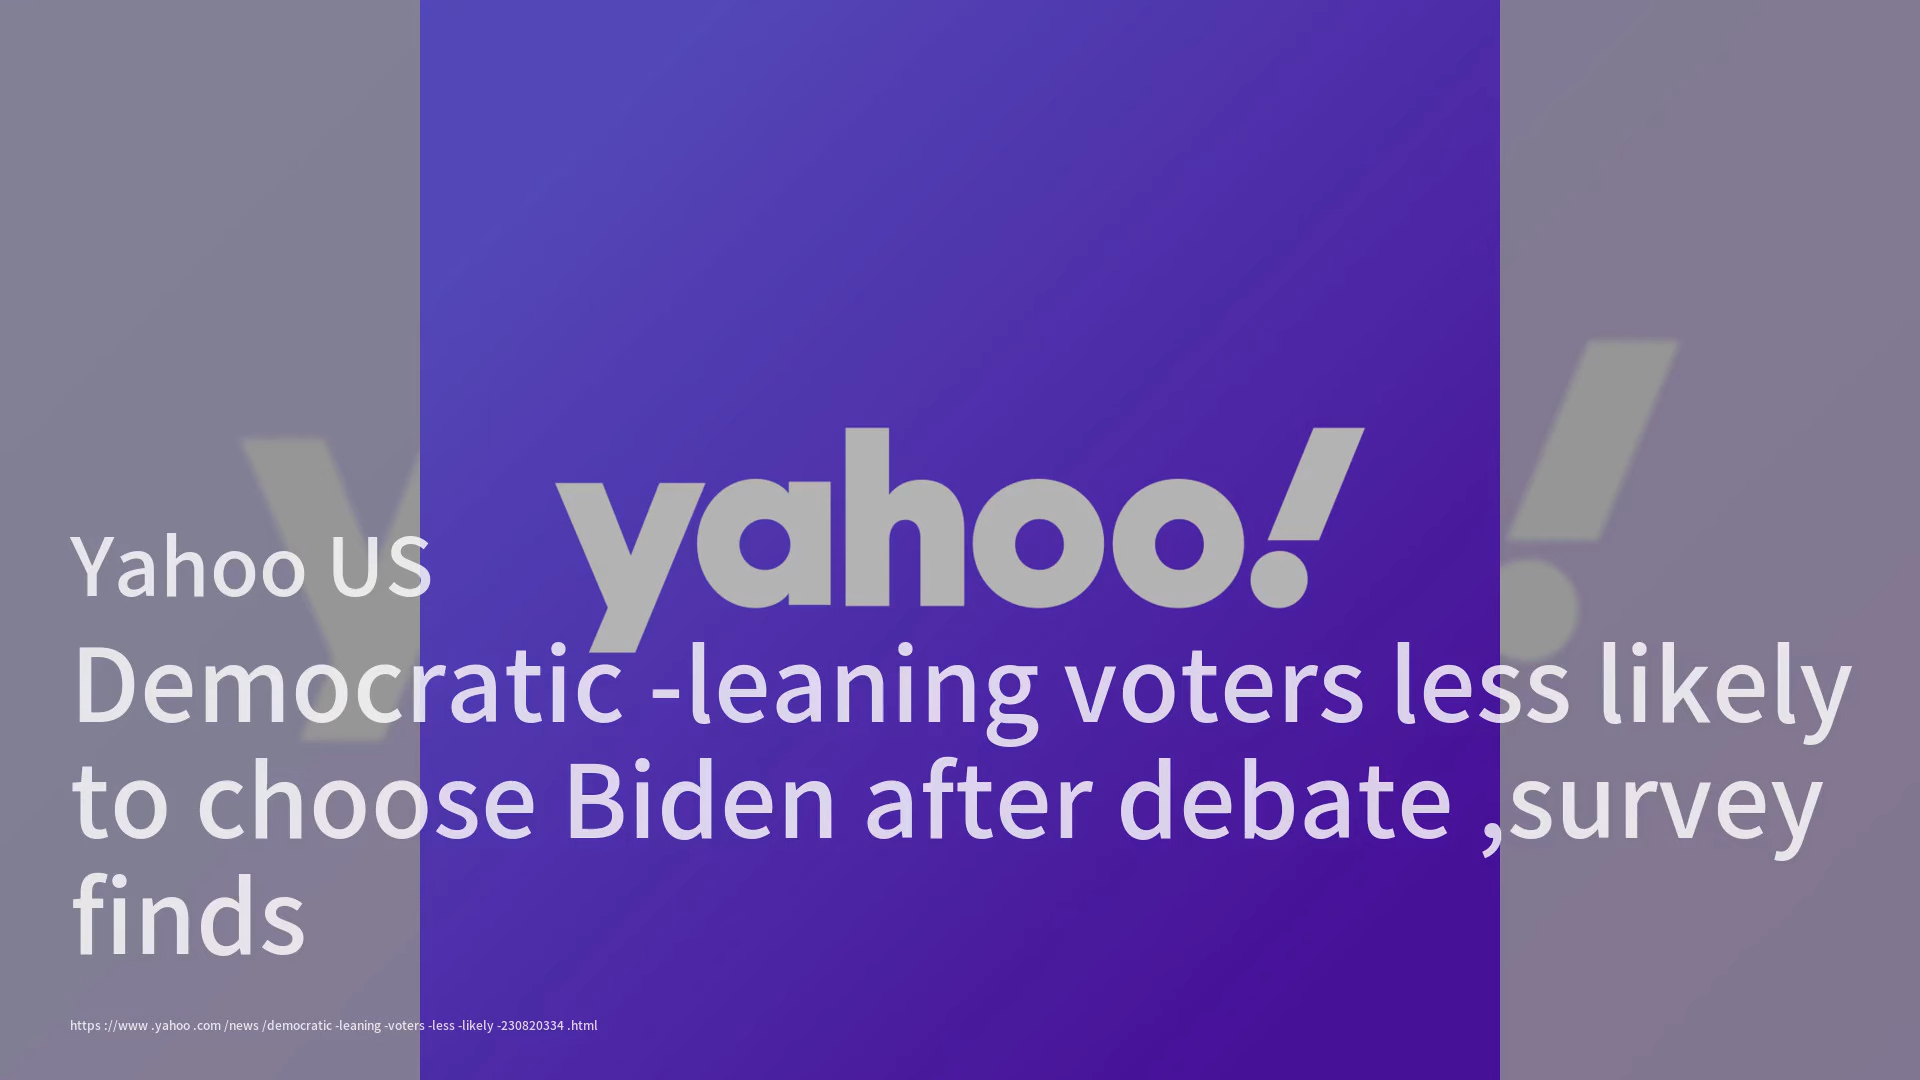 yahoo!
Yahoo US
Democratic -leaning voters less likely
to choose Biden after debate ,survey
finds
https ://www .yahoo .com /news /democratic -leaning -voters -less -likely -230820334 .html